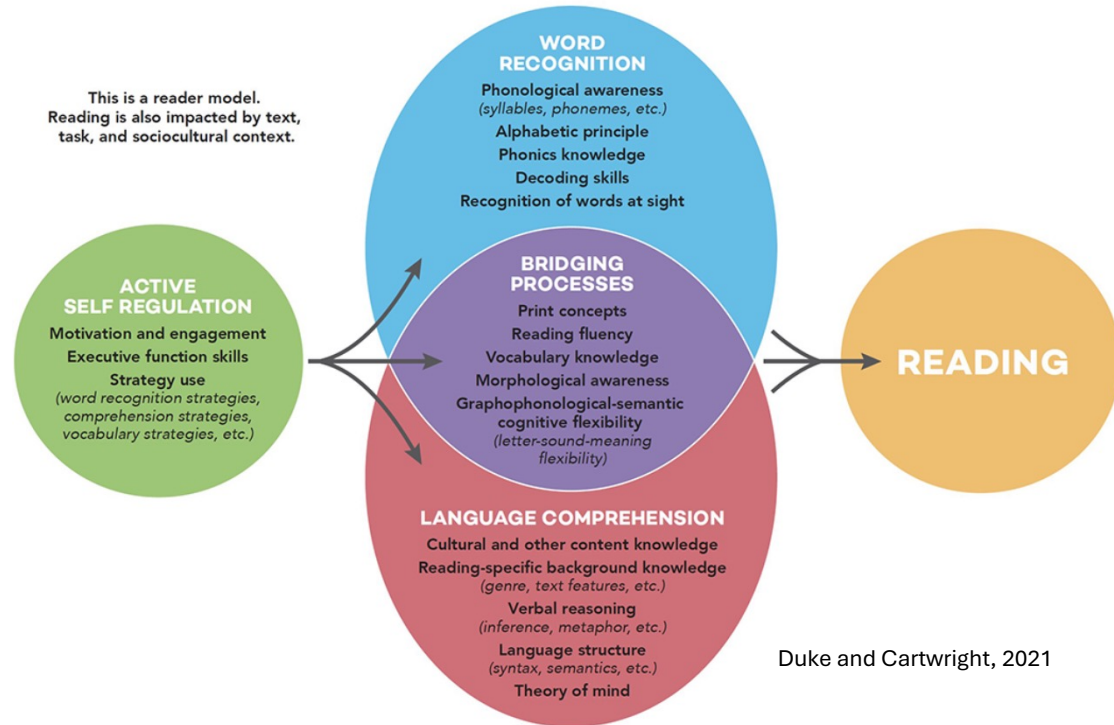 This is a reader model.
Reading is also impacted by text,
task, and sociocultural context.
ACTIVE
SELF REGULATION
Motivation and engagement
Executive function skills
Strategy use
(word recognition strategies,
comprehension strategies,
vocabulary strategies, etc.)
WORD
RECOGNITION
Phonological awareness
(syllables, phonemes, etc.)
Alphabetic principle
Phonics knowledge
Decoding skills
Recognition of words at sight
BRIDGING
PROCESSES
Print concepts
Reading fluency
Vocabulary knowledge
Morphological awareness
Graphophonological-semantic
cognitive flexibility
(letter-sound-meaning
flexibility)
LANGUAGE COMPREHENSION
Cultural and other content knowledge
Reading-specific background knowledge
(genre, text features, etc.)
Verbal reasoning
(inference, metaphor, etc.)
Language structure
(syntax, semantics, etc.)
Theory of mind
READING
Duke and Cartwright, 2021